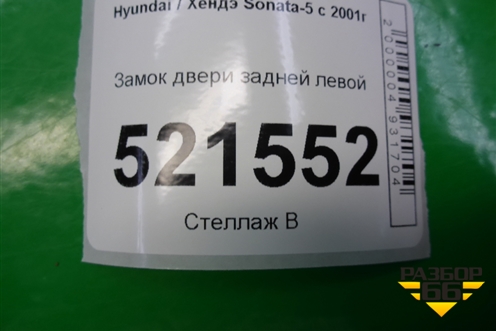 Hyundai / Хендэ Sonata-5 с 2001г
Замок двери задней левой
521552
Стеллаж В
2000004931704
РАЗБОР
66